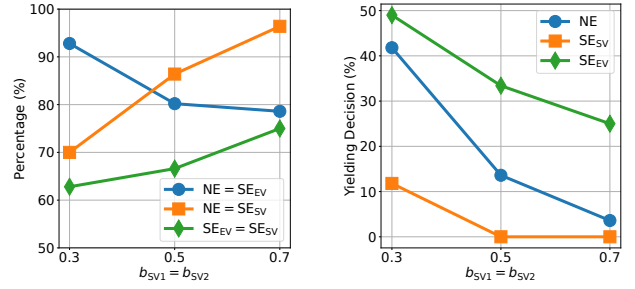 100
90
80
70
60
50
Percentage (%)
NE = SE_EV
NE = SE_SV
SE_EV = SE_SV
0.3 0.5 0.7
b_SV1 = b_SV2
50
40
30
20
10
0
Yielding Decision (%)
NE
SE_SV
SE_EV
0.3 0.5 0.7
b_SV1 = b_SV2